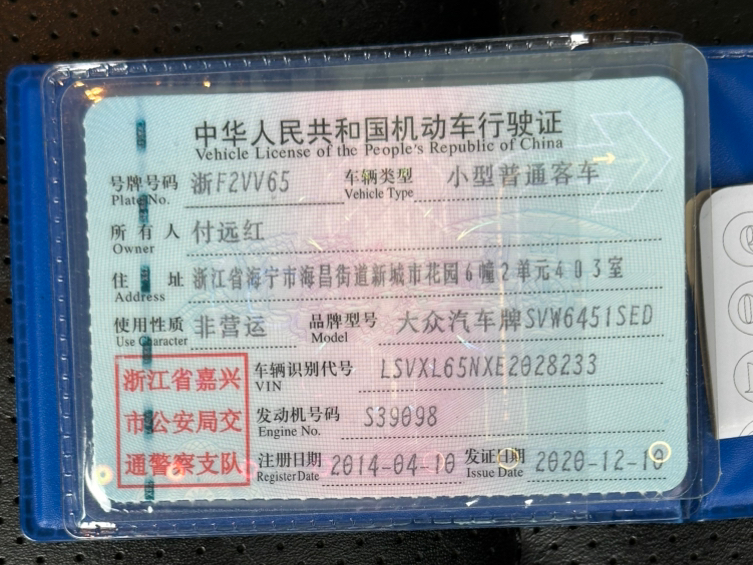 中华人民共和国机动车行驶证
Vehicle License of the People's Republic of China
号牌号码 浙F2VV65 车辆类型 小型普通客车
Plate No. Vehicle Type
所有人 付远红
Owner
住址 浙江省海宁市海昌街道新城市花园6幢2单元403室
Address
使用性质 非营运 品牌型号 大众汽车牌SVW6451SED
Use Character Model
浙江省嘉兴
市公安局交
通警察支队
车辆识别代号 LSVXL65NXE2028233
VIN
发动机号码 S39098
Engine No.
注册日期 2014-04-10 发证日期 2020-12-10
Register Date Issue Date